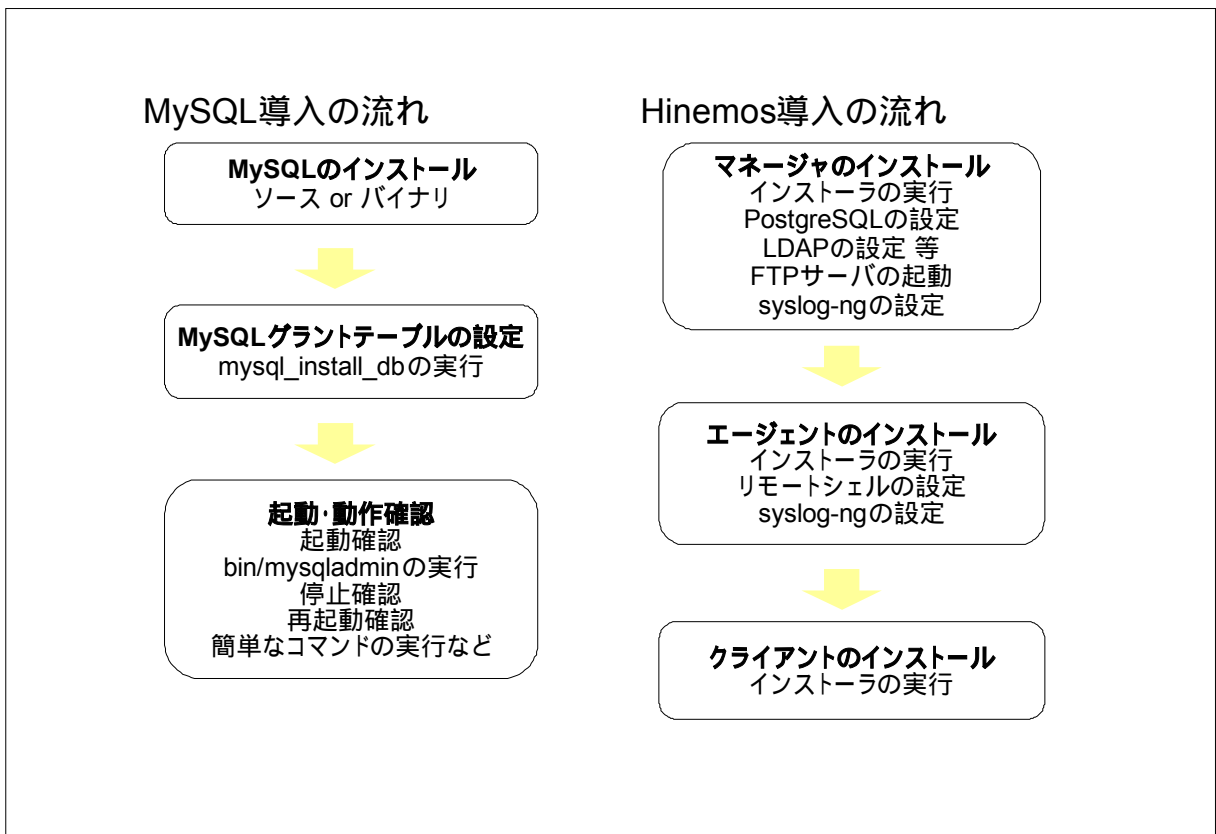 MySQL導入の流れ
MySQLのインストール
ソース or バイナリ
MySQLグラントテーブルの設定
mysql_install_dbの実行
起動・動作確認
起動確認
bin/mysqladminの実行
停止確認
再起動確認
簡単なコマンドの実行など
Hinemos導入の流れ
マネージャのインストール
インストーラの実行
PostgreSQLの設定
LDAPの設定 等
FTPサーバの起動
syslog-ngの設定
エージェントのインストール
インストーラの実行
リモートシェルの設定
syslog-ngの設定
クライアントのインストール
インストーラの実行